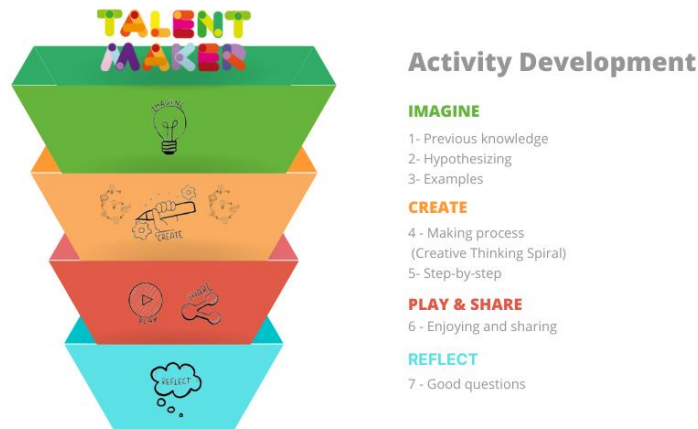 TALENT
MAKER
IMAGINE
CREATE
PLAY
SHARE
REFLECT
Activity Development
IMAGINE
1- Previous knowledge
2- Hypothesizing
3- Examples
CREATE
4 - Making process
(Creative Thinking Spiral)
5- Step-by-step
PLAY & SHARE
6 - Enjoying and sharing
REFLECT
7 - Good questions